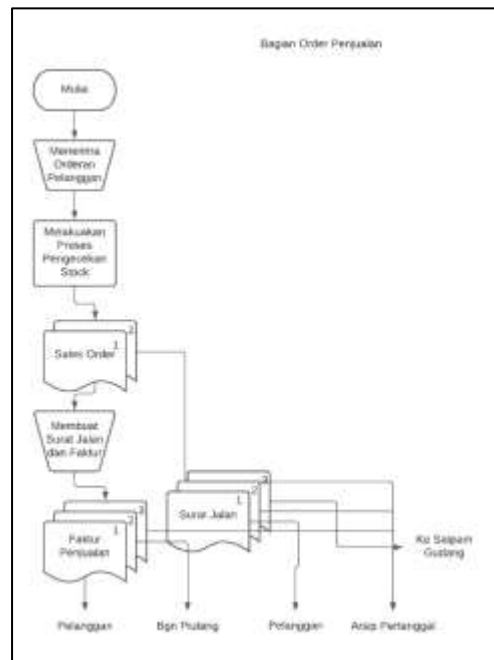 Bagian Order Penjualan
Mulai
Menerima
Orderan
Pelanggan
Melakuakan
Proses
Pengecekan
Stock
2
1
Sales Order
Membuat
Surat Jalan
dan Faktur
3
2
1
Surat Jalan
3
2
1
Faktur
Penjualan
Ke Satpam
Gudang
Pelanggan
Bgn Piutang
Pelanggan
Arsip Pertanggal